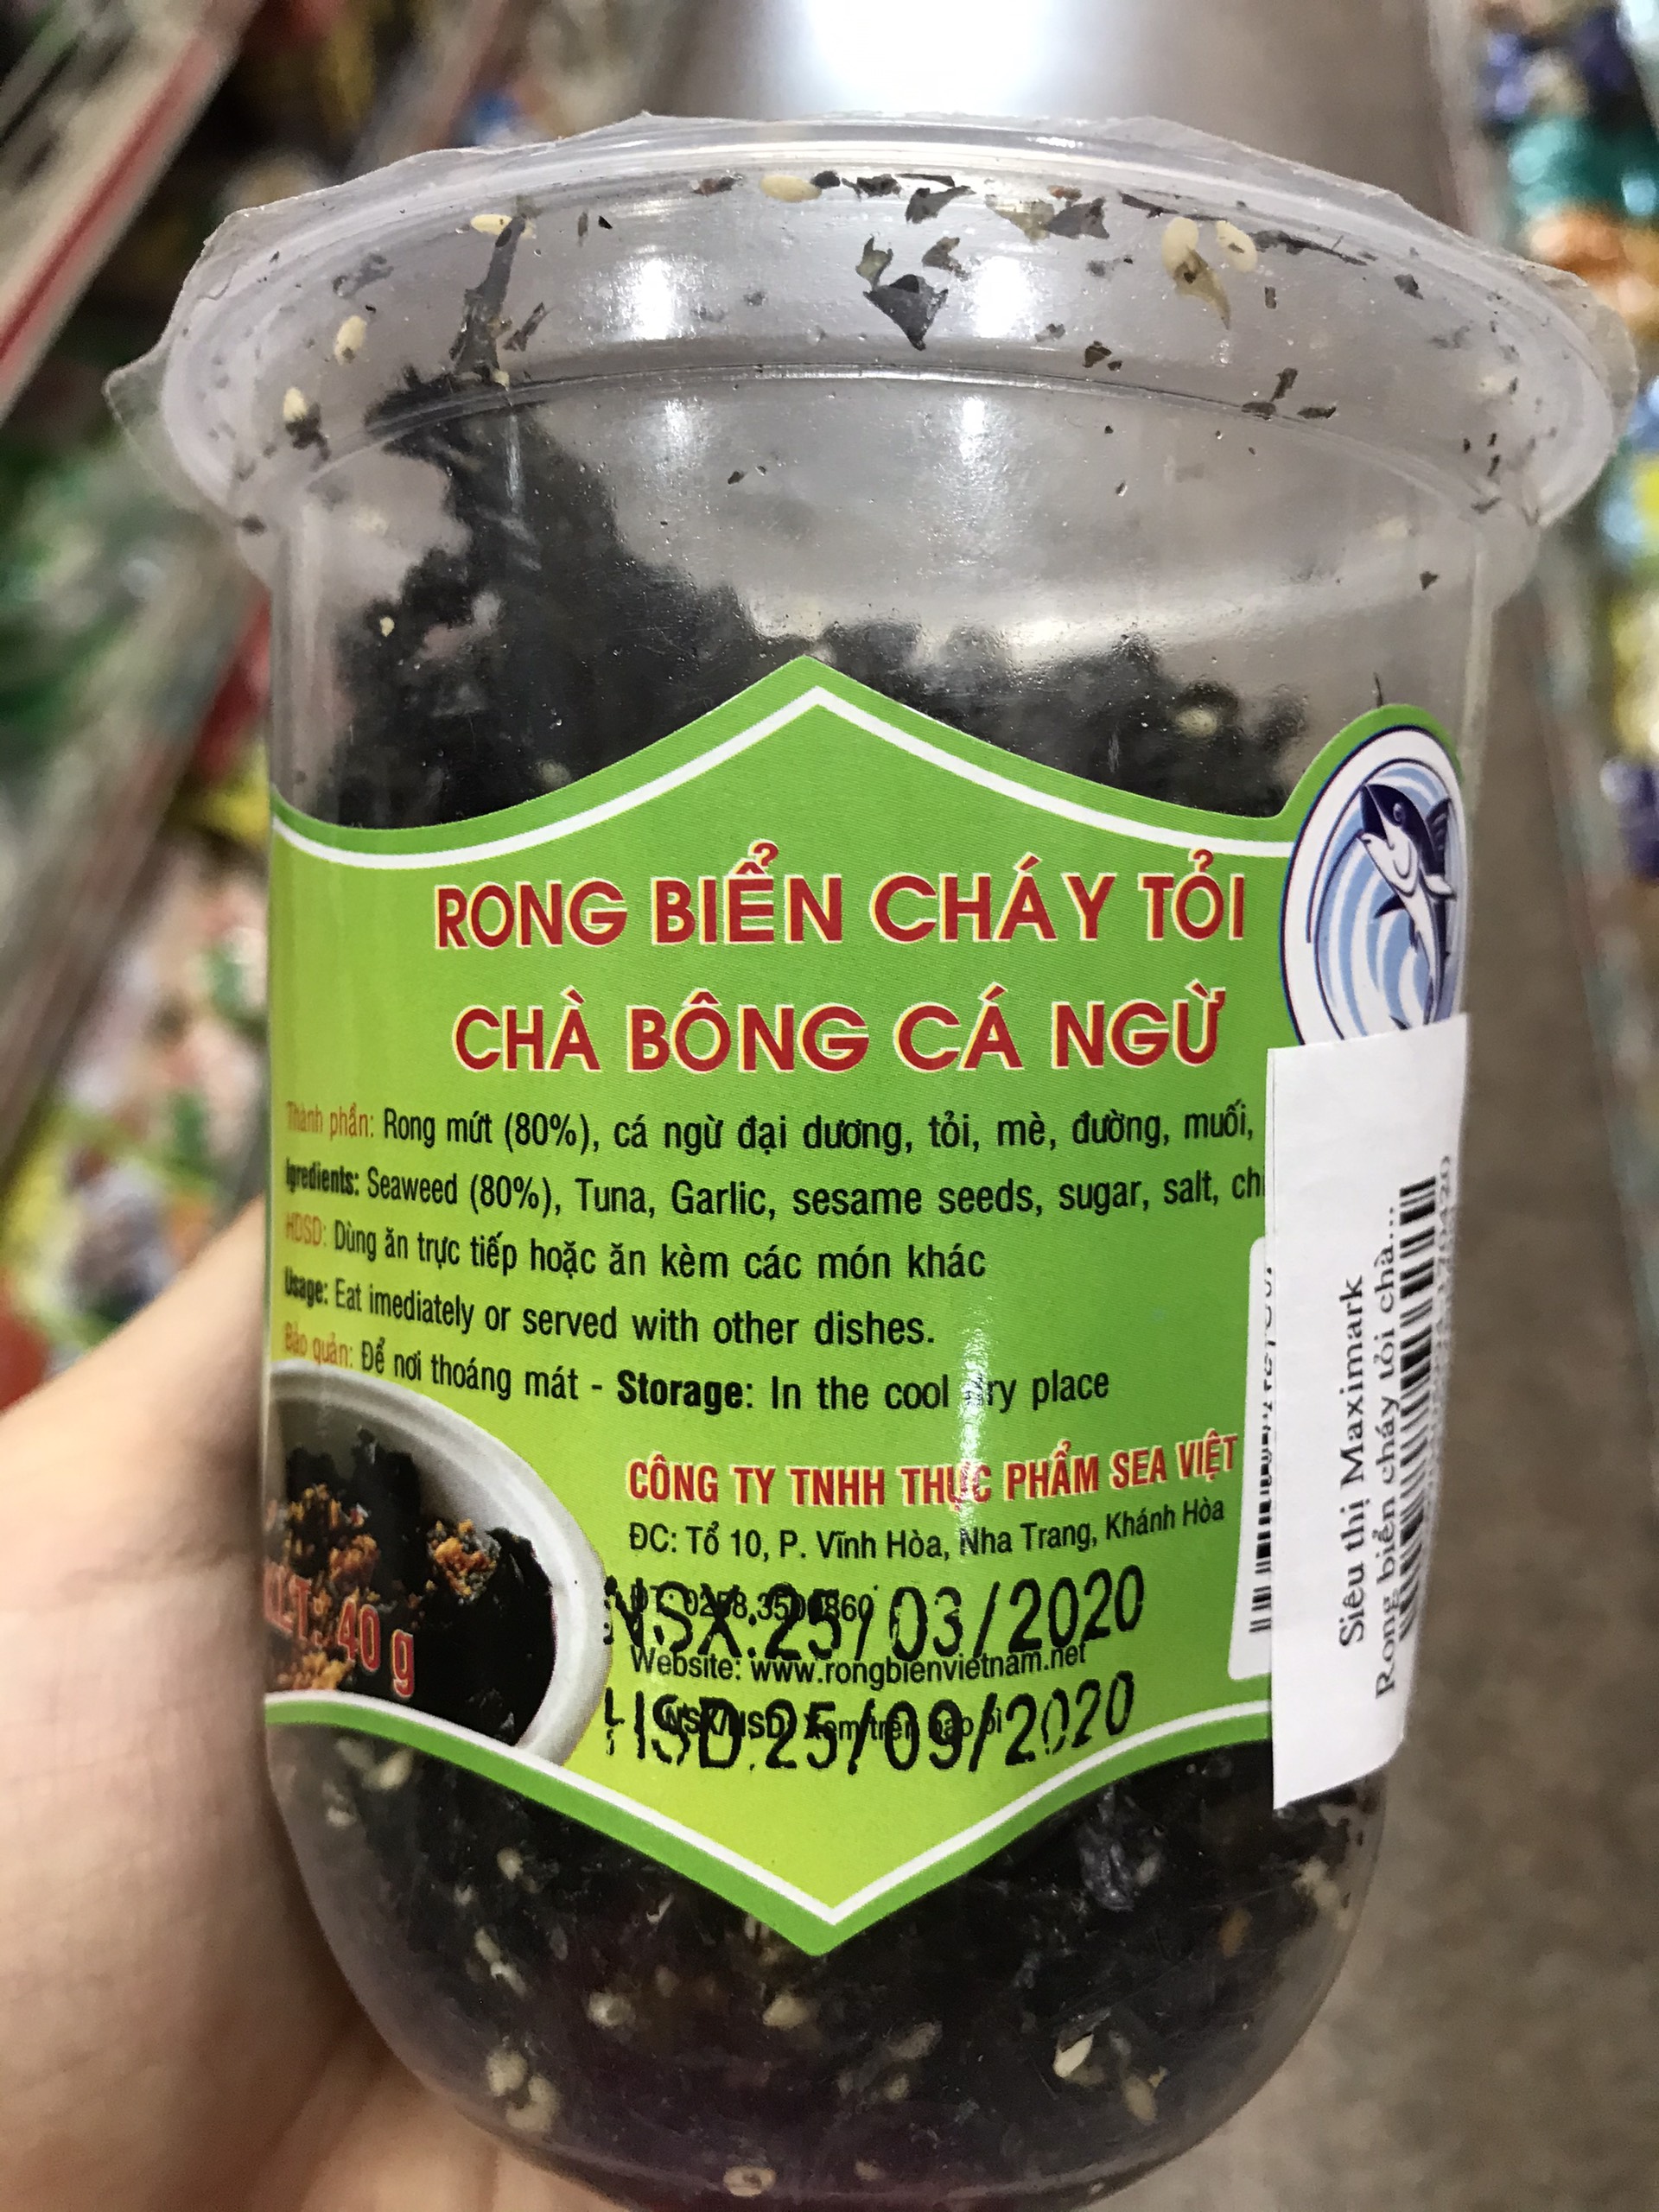 RONG BIỂN CHÁY TỎI
CHÀ BÔNG CÁ NGỪ
Thành phần: Rong mứt (80%), cá ngừ đại dương, tỏi, mè, đường, muối,
Igredients: Seaweed (80%), Tuna, Garlic, sesame seeds, sugar, salt,
HDSD: Dùng ăn trực tiếp hoặc ăn kèm các món khác
Usage: Eat imediately or served with other dishes.
Bảo quản: Để nơi thoáng mát - Storage: In the cool dry place
CÔNG TY TNHH THỰC PHẨM SEA VIỆT
ĐC: Tổ 10, P. Vĩnh Hòa, Nha Trang, Khánh Hòa
NSX:25/03/2020
Website: www.rongbienvietnam.net
HSD.25/09/2020
40 g
Siêu thị Maximark
Rong biển cháy tỏi chà...